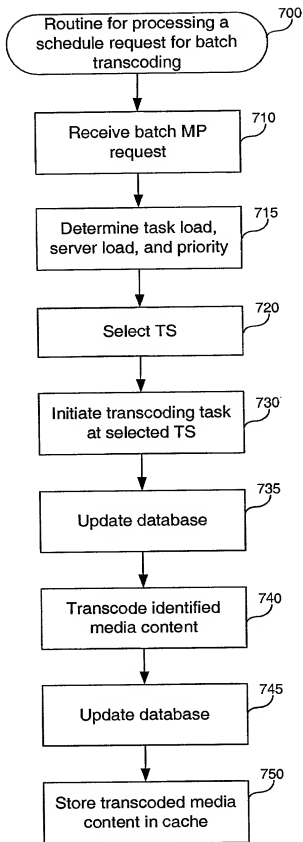 700
Routine for processing a
schedule request for batch
transcoding
710
Receive batch MP
request
715
Determine task load,
server load, and priority
720
Select TS
730
Initiate transcoding task
at selected TS
735
Update database
740
Transcode identified
media content
745
Update database
750
Store transcoded media
content in cache